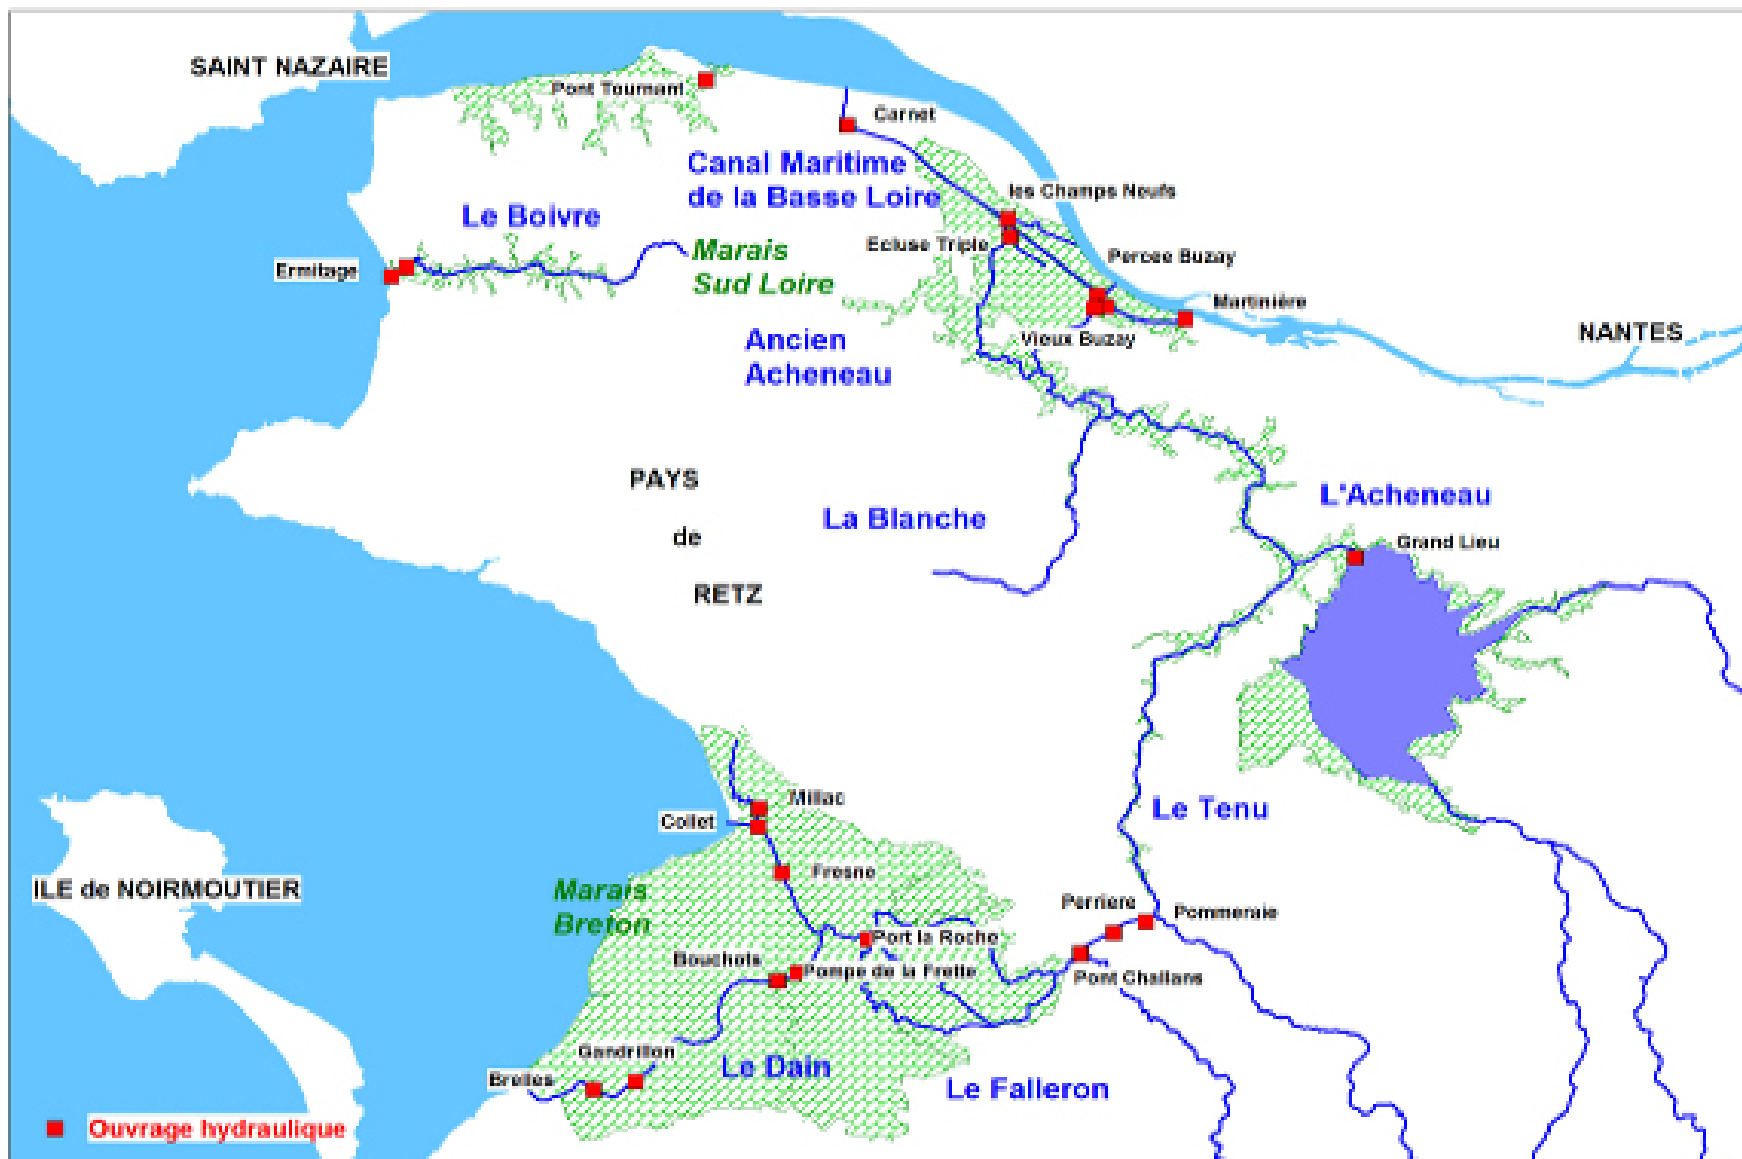 SAINT NAZAIRE
Pont Tournant
Carnet
Canal Maritime
de la Basse Loire
les Champs Neufs
Le Boivre
Ecluse Triple
Marais
Sud Loire
Percee Buzay
Ermitage
Martinière
Vieux Buzay
NANTES
Ancien
Acheneau
PAYS
de
RETZ
La Blanche
L'Acheneau
Grand Lieu
Millac
Collet
Le Tenu
Fresne
ILE de NOIRMOUTIER
Marais
Breton
Perriere
Pommeraie
Port la Roche
Bouchots
Pompe de la Frette
Pont Challans
Gandrillon
Le Dain
Brelles
Le Falleron
Ouvrage hydraulique